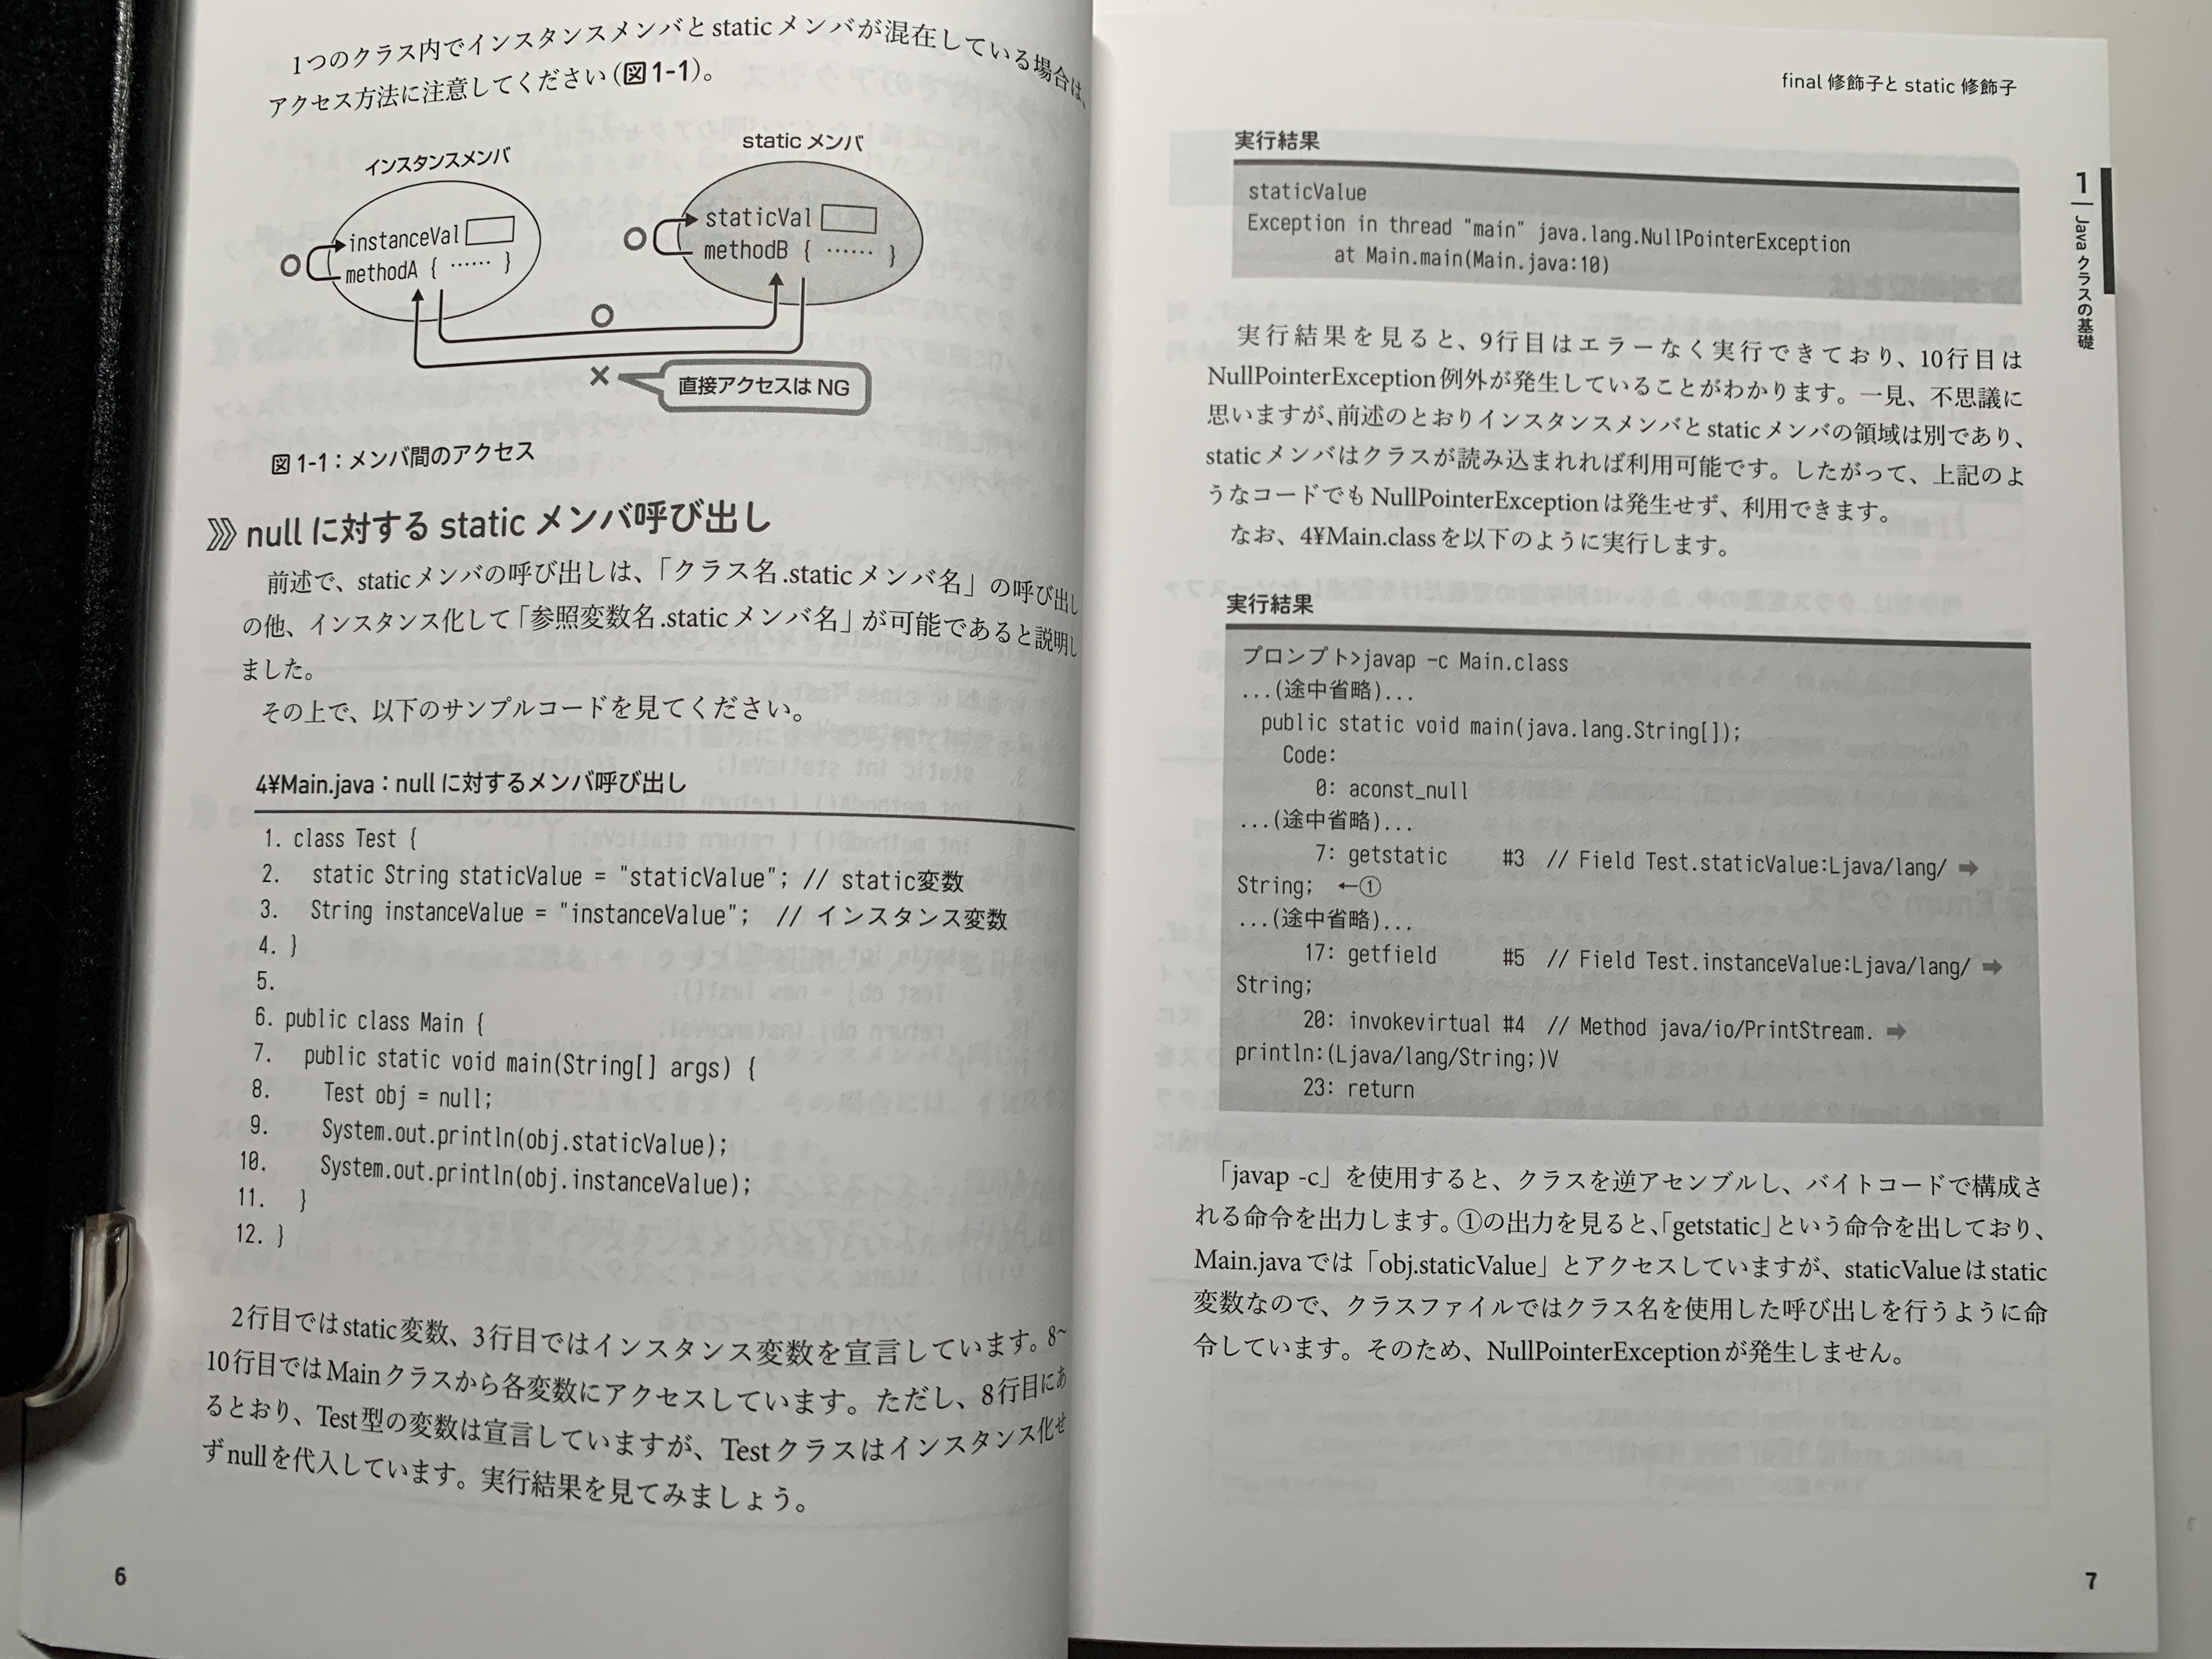 1つのクラス内でインスタンスメンバとstaticメンバが混在している場合は、
アクセス方法に注意してください(図1-1)。
インスタンスメンバ
static メンバ
instanceVal
methodA { …… }
staticVal
methodB { …… }
○
○
○
×
直接アクセスは NG
図1-1：メンバ間のアクセス
null に対する static メンバ呼び出し
前述で、staticメンバの呼び出しは、「クラス名.staticメンバ名」の呼び出し
の他、インスタンス化して「参照変数名.staticメンバ名」が可能であると説明し
ました。
その上で、以下のサンプルコードを見てください。
4¥Main.java：null に対するメンバ呼び出し
1. class Test {
2.   static String staticValue = "staticValue"; // static変数
3.   String instanceValue = "instanceValue";  // インスタンス変数
4. }
5.
6. public class Main {
7.   public static void main(String[] args) {
8.     Test obj = null;
9.     System.out.println(obj.staticValue);
10.     System.out.println(obj.instanceValue);
11.   }
12. }
2行目ではstatic変数、3行目ではインスタンス変数を宣言しています。8~
10行目ではMainクラスから各変数にアクセスしています。ただし、8行目にあ
るとおり、Test型の変数は宣言していますが、Testクラスはインスタンス化せ
ずnullを代入しています。実行結果を見てみましょう。
6
final 修飾子と static 修飾子
1
Java クラスの基礎
実行結果
staticValue
Exception in thread "main" java.lang.NullPointerException
        at Main.main(Main.java:10)
実行結果を見ると、9行目はエラーなく実行できており、10行目は
NullPointerException例外が発生していることがわかります。一見、不思議に
思いますが、前述のとおりインスタンスメンバとstaticメンバの領域は別であり、
staticメンバはクラスが読み込まれれば利用可能です。したがって、上記のよ
うなコードでもNullPointerExceptionは発生せず、利用できます。
なお、4¥Main.classを以下のように実行します。
実行結果
プロンプト>javap -c Main.class
...(途中省略)...
  public static void main(java.lang.String[]);
    Code:
       0: aconst_null
...(途中省略)...
       7: getstatic     #3  // Field Test.staticValue:Ljava/lang/ ➡
String;  ←①
...(途中省略)...
      17: getfield      #5  // Field Test.instanceValue:Ljava/lang/ ➡
String;
      20: invokevirtual #4  // Method java/io/PrintStream. ➡
println:(Ljava/lang/String;)V
      23: return
「javap -c」を使用すると、クラスを逆アセンブルし、バイトコードで構成さ
れる命令を出力します。①の出力を見ると、「getstatic」という命令を出しており、
Main.javaでは「obj.staticValue」とアクセスしていますが、staticValueはstatic
変数なので、クラスファイルではクラス名を使用した呼び出しを行うように命
令しています。そのため、NullPointerExceptionが発生しません。
7